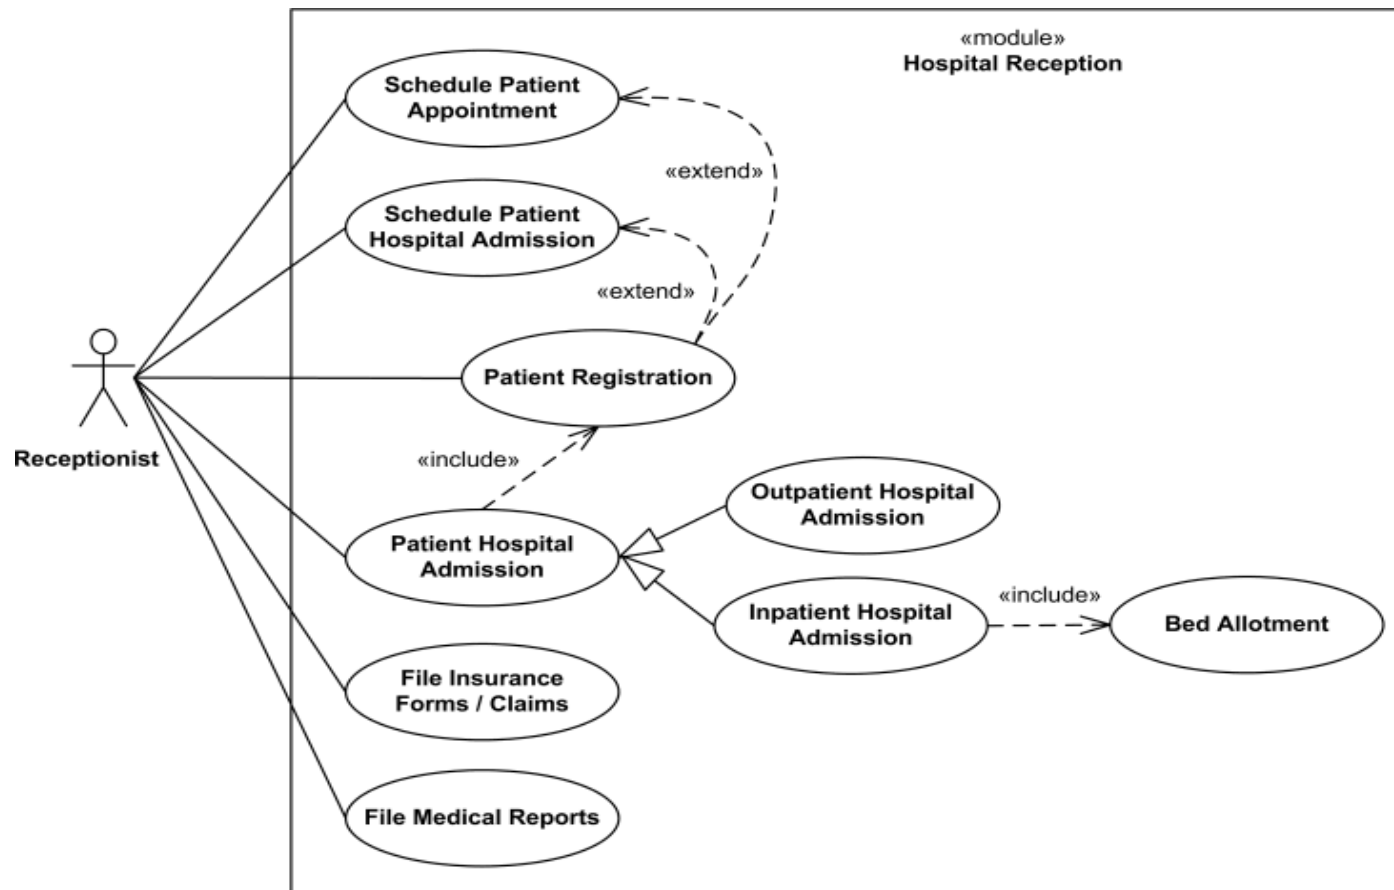 «module»
Hospital Reception
Schedule Patient
Appointment
«extend»
Schedule Patient
Hospital Admission
«extend»
Patient Registration
Receptionist
«include»
Outpatient Hospital
Admission
Patient Hospital
Admission
«include»
Inpatient Hospital
Admission
Bed Allotment
File Insurance
Forms / Claims
File Medical Reports